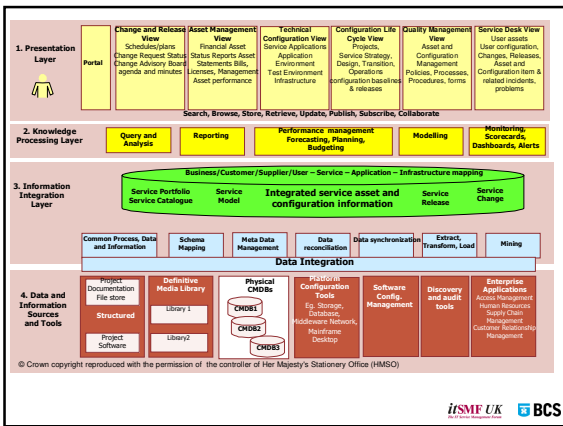 1. Presentation
Layer
Portal
Change and Release
View
Schedules/plans
Change Request Status
Change Advisory Board
agenda and minutes
Asset Management
View
Financial Asset
Status Reports Asset
Statements Bills,
Licenses, Management
Asset performance
Technical
Configuration View
Service Applications
Application
Environment
Test Environment
Infrastructure
Configuration Life
Cycle View
Projects,
Service Strategy,
Design, Transition,
Operations
configuration baselines
& releases
Quality Management
View
Asset and
Configuration
Management
Policies, Processes,
Procedures, forms
Service Desk View
User assets
User configuration,
Changes, Releases,
Asset and
Configuration item &
related incidents,
problems
Search, Browse, Store, Retrieve, Update, Publish, Subscribe, Collaborate
2. Knowledge
Processing Layer
Query and
Analysis
Reporting
Performance management
Forecasting, Planning,
Budgeting
Modelling
Monitoring,
Scorecards,
Dashboards, Alerts
3. Information
Integration
Layer
Business/Customer/Supplier/User – Service – Application – Infrastructure mapping
Service Portfolio
Service Catalogue
Service
Model
Integrated service asset and
configuration information
Service
Release
Service
Change
Common Process, Data
and Information
Schema
Mapping
Meta Data
Management
Data
reconciliation
Data synchronization
Extract,
Transform, Load
Mining
Data Integration
4. Data and
Information
Sources
and Tools
Project
Documentation
File store
Structured
Project
Software
Definitive
Media Library
Library 1
Library2
Physical
CMDBs
CMDB1
CMDB2
CMDB3
Platform
Configuration
Tools
Eg. Storage,
Database,
Middleware Network,
Mainframe
Desktop
Software
Config.
Management
Discovery
and audit
tools
Enterprise
Applications
Access Management
Human Resources
Supply Chain
Management
Customer Relationship
Management
© Crown copyright reproduced with the permission of the controller of Her Majesty's Stationery Office (HMSO)
itSMF UK
The IT Service Management Forum
BCS